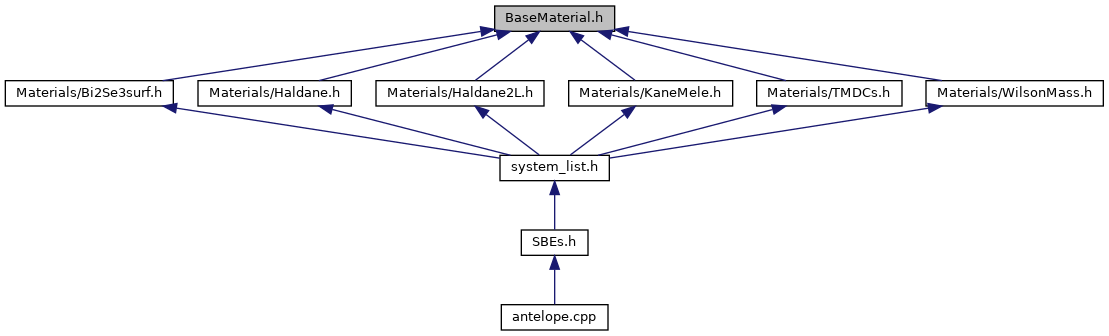 BaseMaterial.h
Materials/Bi2Se3surf.h
Materials/Haldane.h
Materials/Haldane2L.h
Materials/KaneMele.h
Materials/TMDCs.h
Materials/WilsonMass.h
system_list.h
SBEs.h
antelope.cpp